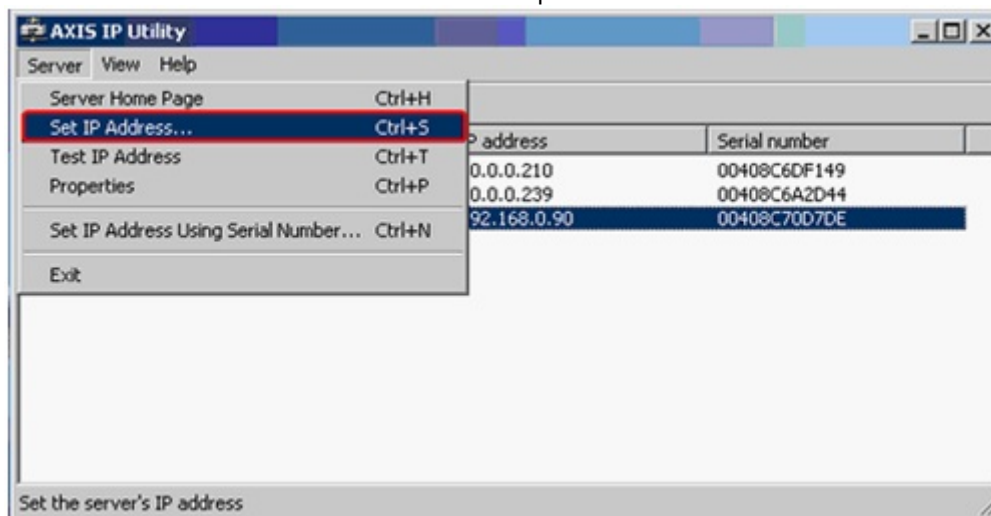 AXIS IP Utility
Server View Help
Server Home Page Ctrl+H
Set IP Address... Ctrl+S
Test IP Address Ctrl+T
Properties Ctrl+P
Set IP Address Using Serial Number... Ctrl+N
Exit
P address Serial number
0.0.0.210 00408C6DF149
0.0.0.239 00408C6A2D44
92.168.0.90 00408C70D7DE
Set the server's IP address